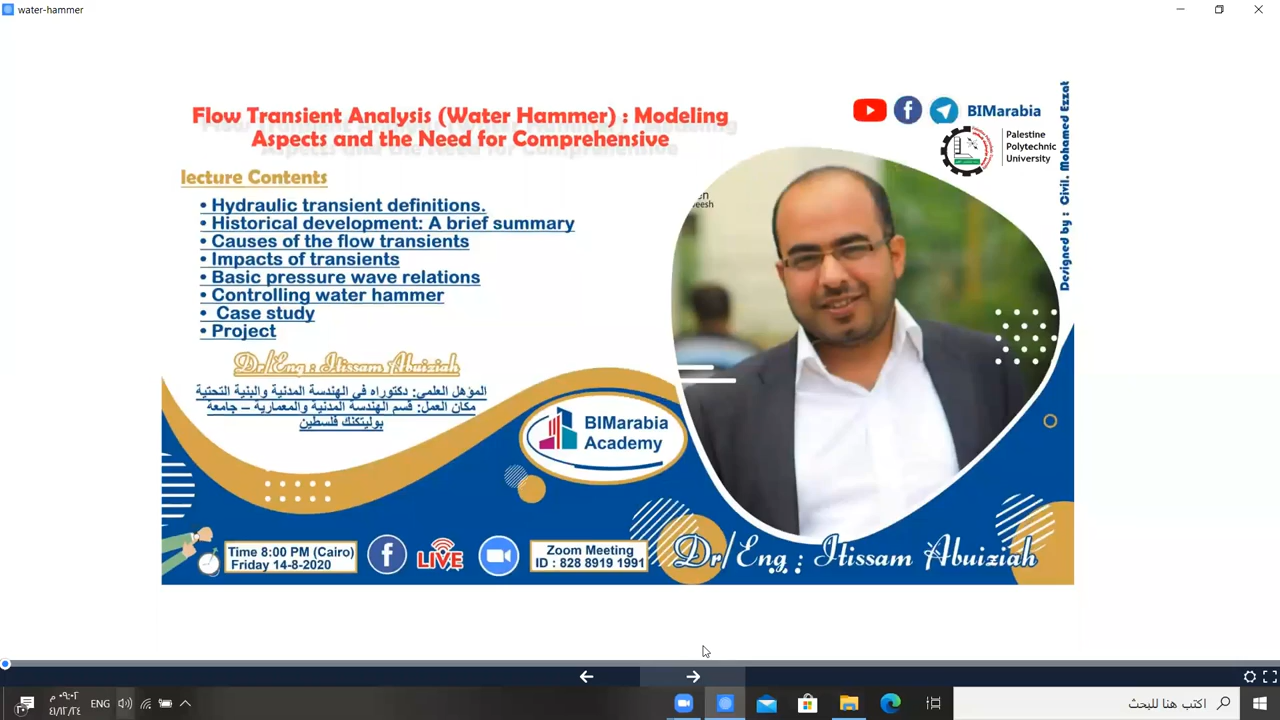 water-hammer
Flow Transient Analysis (Water Hammer) : Modeling
Aspects and the Need for Comprehensive
lecture Contents
• Hydraulic transient definitions.
• Historical development: A brief summary
• Causes of the flow transients
• Impacts of transients
• Basic pressure wave relations
• Controlling water hammer
• Case study
• Project
Dr/Eng : Itissam Abuiziah
المؤهل العلمي: دكتوراه في الهندسة المدنية والبنية التحتية
مكان العمل: قسم الهندسة المدنية والمعمارية – جامعة
بوليتكنك فلسطين
BIMarabia
Palestine
Polytechnic
University
Designed by : Civil. Mohamed Ezzat
BIMarabia
Academy
Time 8:00 PM (Cairo)
Friday 14-8-2020
LIVE
Zoom Meeting
ID : 828 8919 1991
Dr/Eng : Itissam Abuiziah
ENG
اكتب هنا للبحث